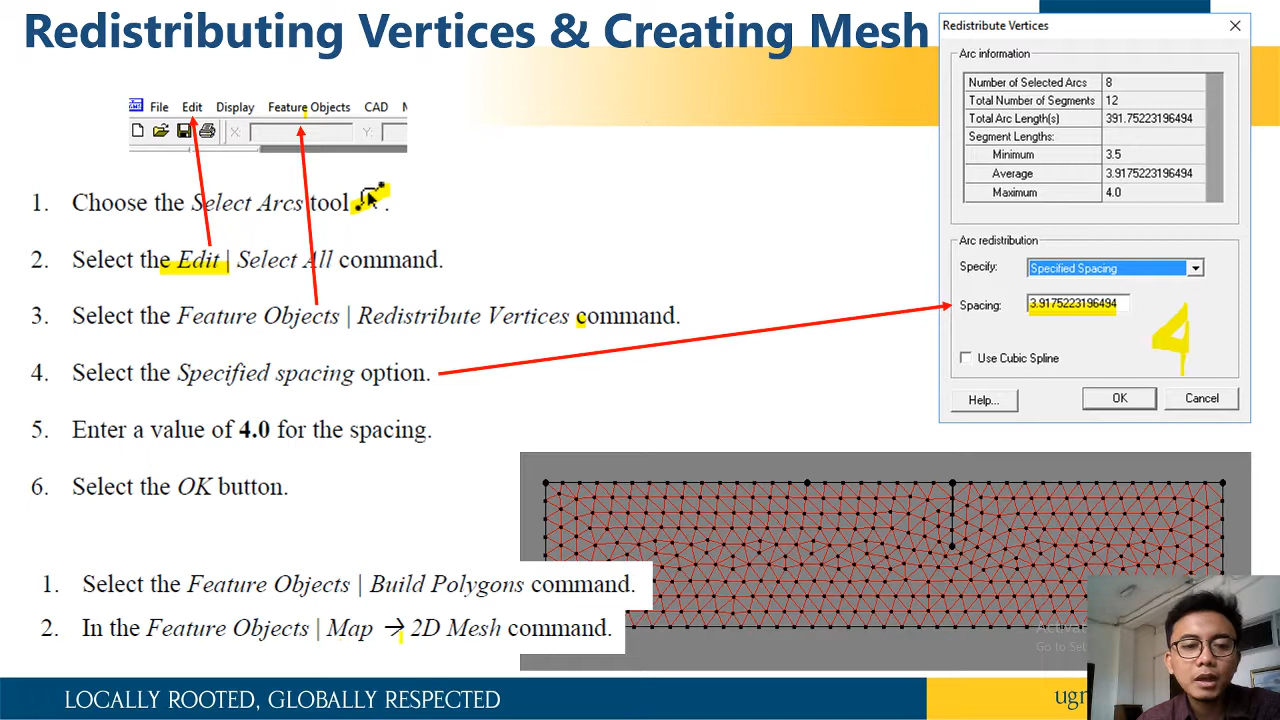 Redistributing Vertices & Creating Mesh
File Edit Display Feature Objects CAD
X: Y:
1. Choose the Select Arcs tool .
2. Select the Edit | Select All command.
3. Select the Feature Objects | Redistribute Vertices command.
4. Select the Specified spacing option.
5. Enter a value of 4.0 for the spacing.
6. Select the OK button.
1. Select the Feature Objects | Build Polygons command.
2. In the Feature Objects | Map → 2D Mesh command.
Redistribute Vertices
Arc information
Number of Selected Arcs 8
Total Number of Segments 12
Total Arc Length(s) 391.75223196494
Segment Lengths:
Minimum 3.5
Average 3.9175223196494
Maximum 4.0
Arc redistribution
Specify: Specified Spacing
Spacing: 3.9175223196494
4
Use Cubic Spline
Help... OK Cancel
LOCALLY ROOTED, GLOBALLY RESPECTED